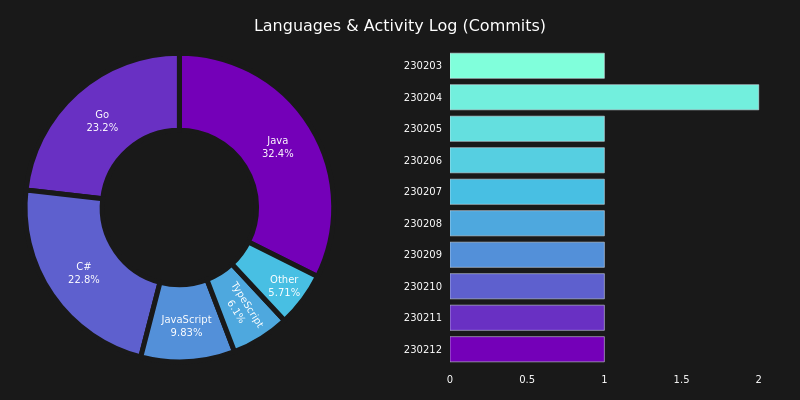 Languages & Activity Log (Commits)
Go
23.2%
Java
32.4%
C#
22.8%
JavaScript
9.83%
TypeScript
6.1%
Other
5.71%
230203
230204
230205
230206
230207
230208
230209
230210
230211
230212
0 0.5 1 1.5 2